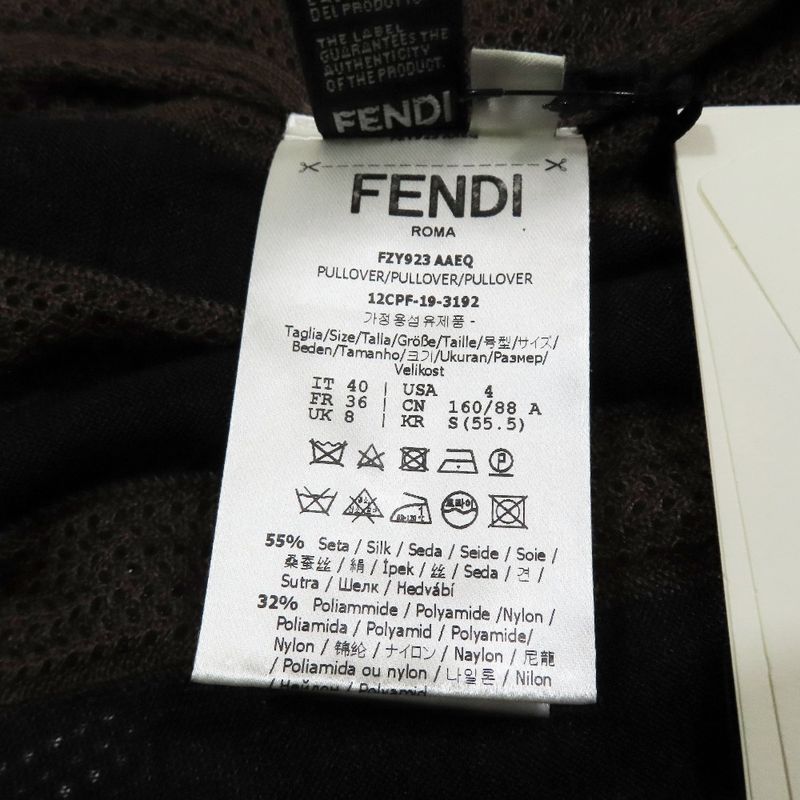 DEL PRODOTTO
THE LABEL
GUARANTEES THE
AUTHENTICITY
OF THE PRODUCT.
FENDI
FENDI
ROMA
FZY923 AAEQ
PULLOVER/PULLOVER/PULLOVER
12CPF-19-3192
가정용섬유제품 -
Taglia/Size/Talla/Größe/Taille/号型/サイズ/
Beden/Tamanho/크기/Ukuran/Размер/
Velikost
IT 40 USA 4
FR 36 CN 160/88 A
UK 8 KR S(55.5)
P
드라이
55% Seta / Silk / Seda / Seide / Soie /
桑蚕丝 / 絹 / İpek / 丝 / Seda / 견 /
Sutra / Шелк / Hedvábí
32% Poliammide / Polyamide /Nylon /
Poliamida / Polyamid / Polyamide/
Nylon / 锦纶 / ナイロン / Naylon / 尼龍
/ Poliamida ou nylon / 나일론 / Nilon
/ Найлон / Polyamid